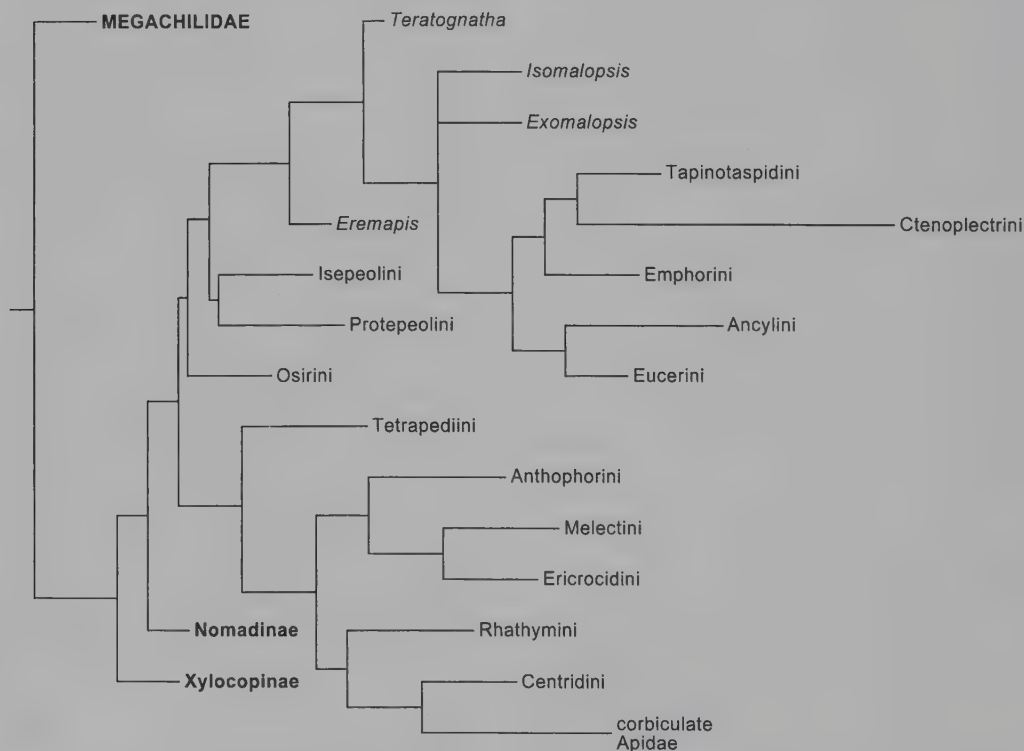 MEGACHILIDAE
Teratognatha
Isomalopsis
Exomalopsis
Tapinotaspidini
Ctenoplectrini
Eremapis
Isepeolini
Emphorini
Protepeolini
Ancylini
Osirini
Eucerini
Tetrapediini
Anthophorini
Melectini
Ericrocidini
Nomadinae
Rhathymini
Xylocopinae
Centridini
corbiculate
Apidae